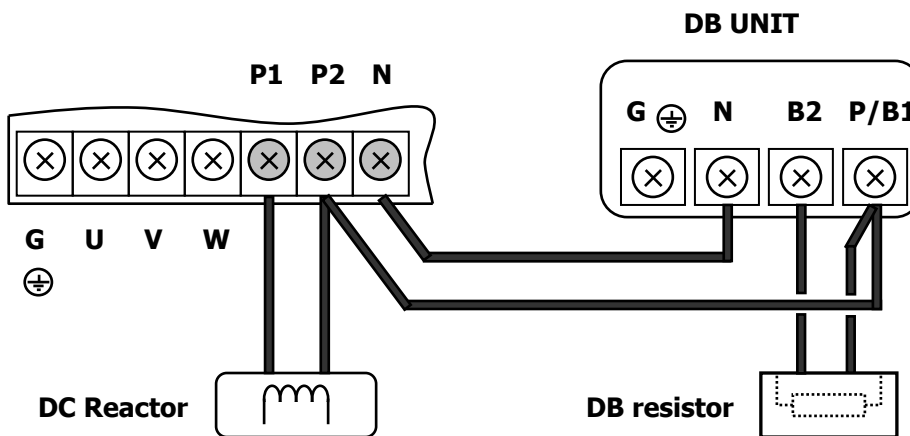 DB UNIT
P1 P2 N
G N B2 P/B1
G U V W
DC Reactor
DB resistor